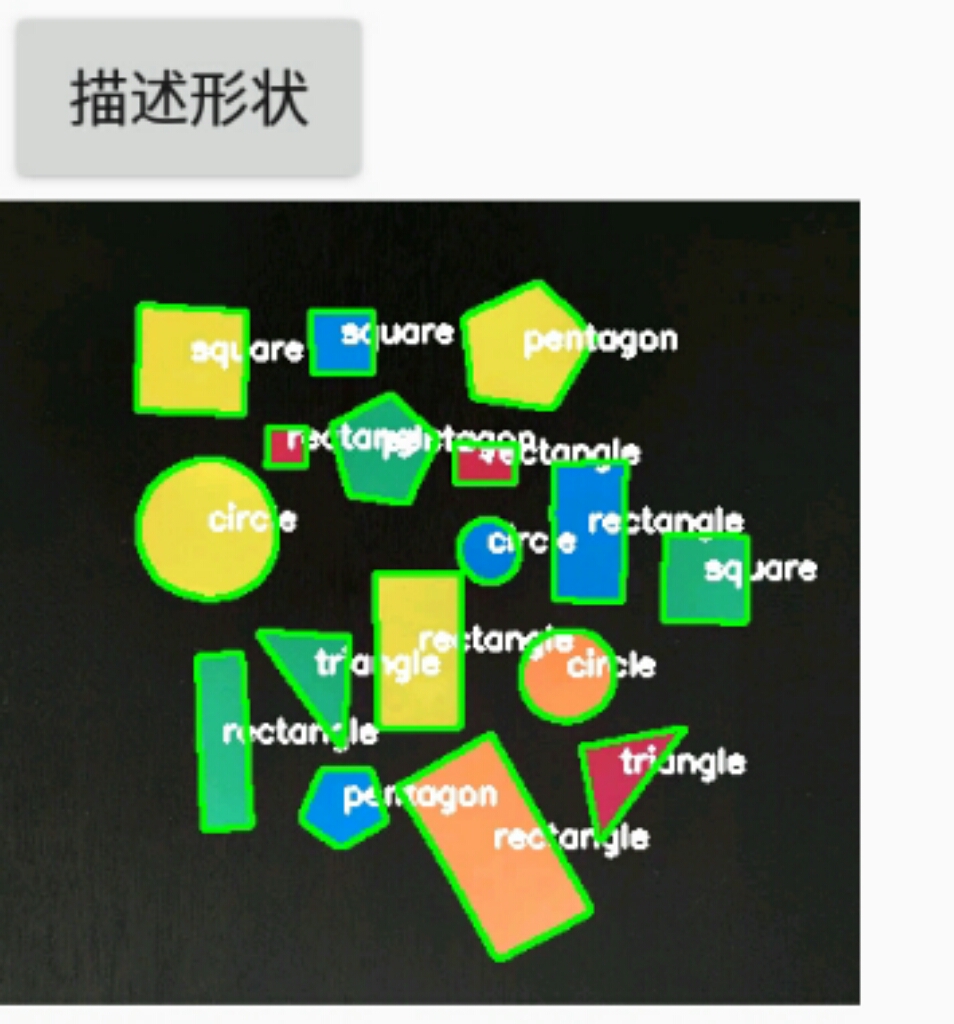 描述形状
square
square
pentagon
rectangle
pentagon
rectangle
circle
circle
rectangle
square
rectangle
circle
triangle
rectangle
triangle
pentagon
rectangle